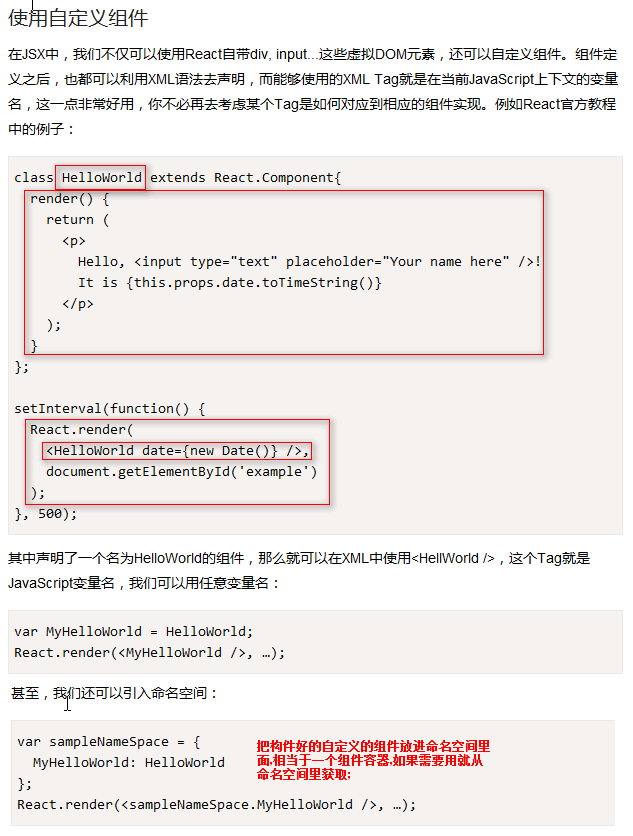 使用自定义组件
在JSX中，我们不仅可以使用React自带div, input...这些虚拟DOM元素，还可以自定义组件。组件定
义之后，也都可以利用XML语法去声明，而能够使用的XML Tag就是在当前JavaScript上下文的变量
名，这一点非常好用，你不必再去考虑某个Tag是如何对应到相应的组件实现。例如React官方教程
中的例子：
class HelloWorld extends React.Component{
  render() {
    return (
      <p>
        Hello, <input type="text" placeholder="Your name here" />!
        It is {this.props.date.toTimeString()}
      </p>
    );
  }
};
setInterval(function() {
  React.render(
    <HelloWorld date={new Date()} />,
    document.getElementById('example')
  );
}, 500);
其中声明了一个名为HelloWorld的组件，那么就可以在XML中使用<HellWorld />，这个Tag就是
JavaScript变量名，我们可以用任意变量名：
var MyHelloWorld = HelloWorld;
React.render(<MyHelloWorld />, …);
甚至，我们还可以引入命名空间：
var sampleNameSpace = {
  MyHelloWorld: HelloWorld
};
React.render(<sampleNameSpace.MyHelloWorld />, …);
把构件好的自定义的组件放进命名空间里
面,相当于一个组件容器,如果需要用就从
命名空间里获取;